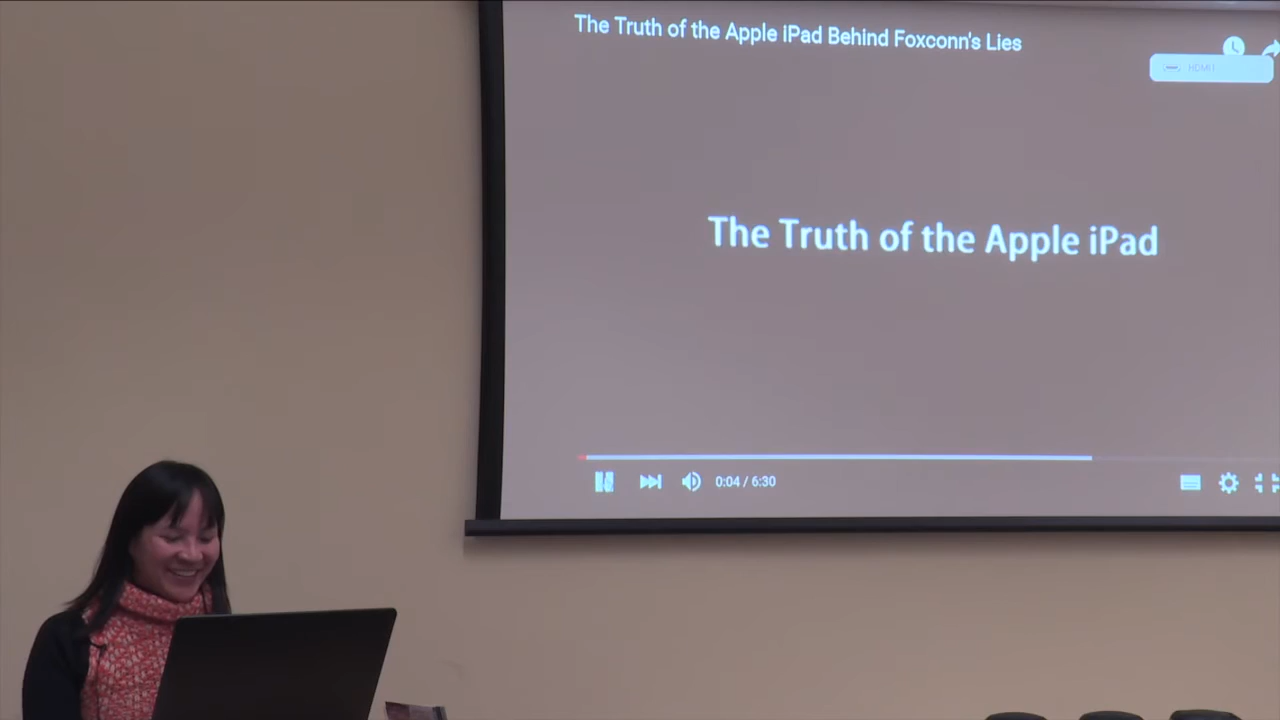 The Truth of the Apple iPad Behind Foxconn's Lies
HDMI1
The Truth of the Apple iPad
0:04 / 6:30